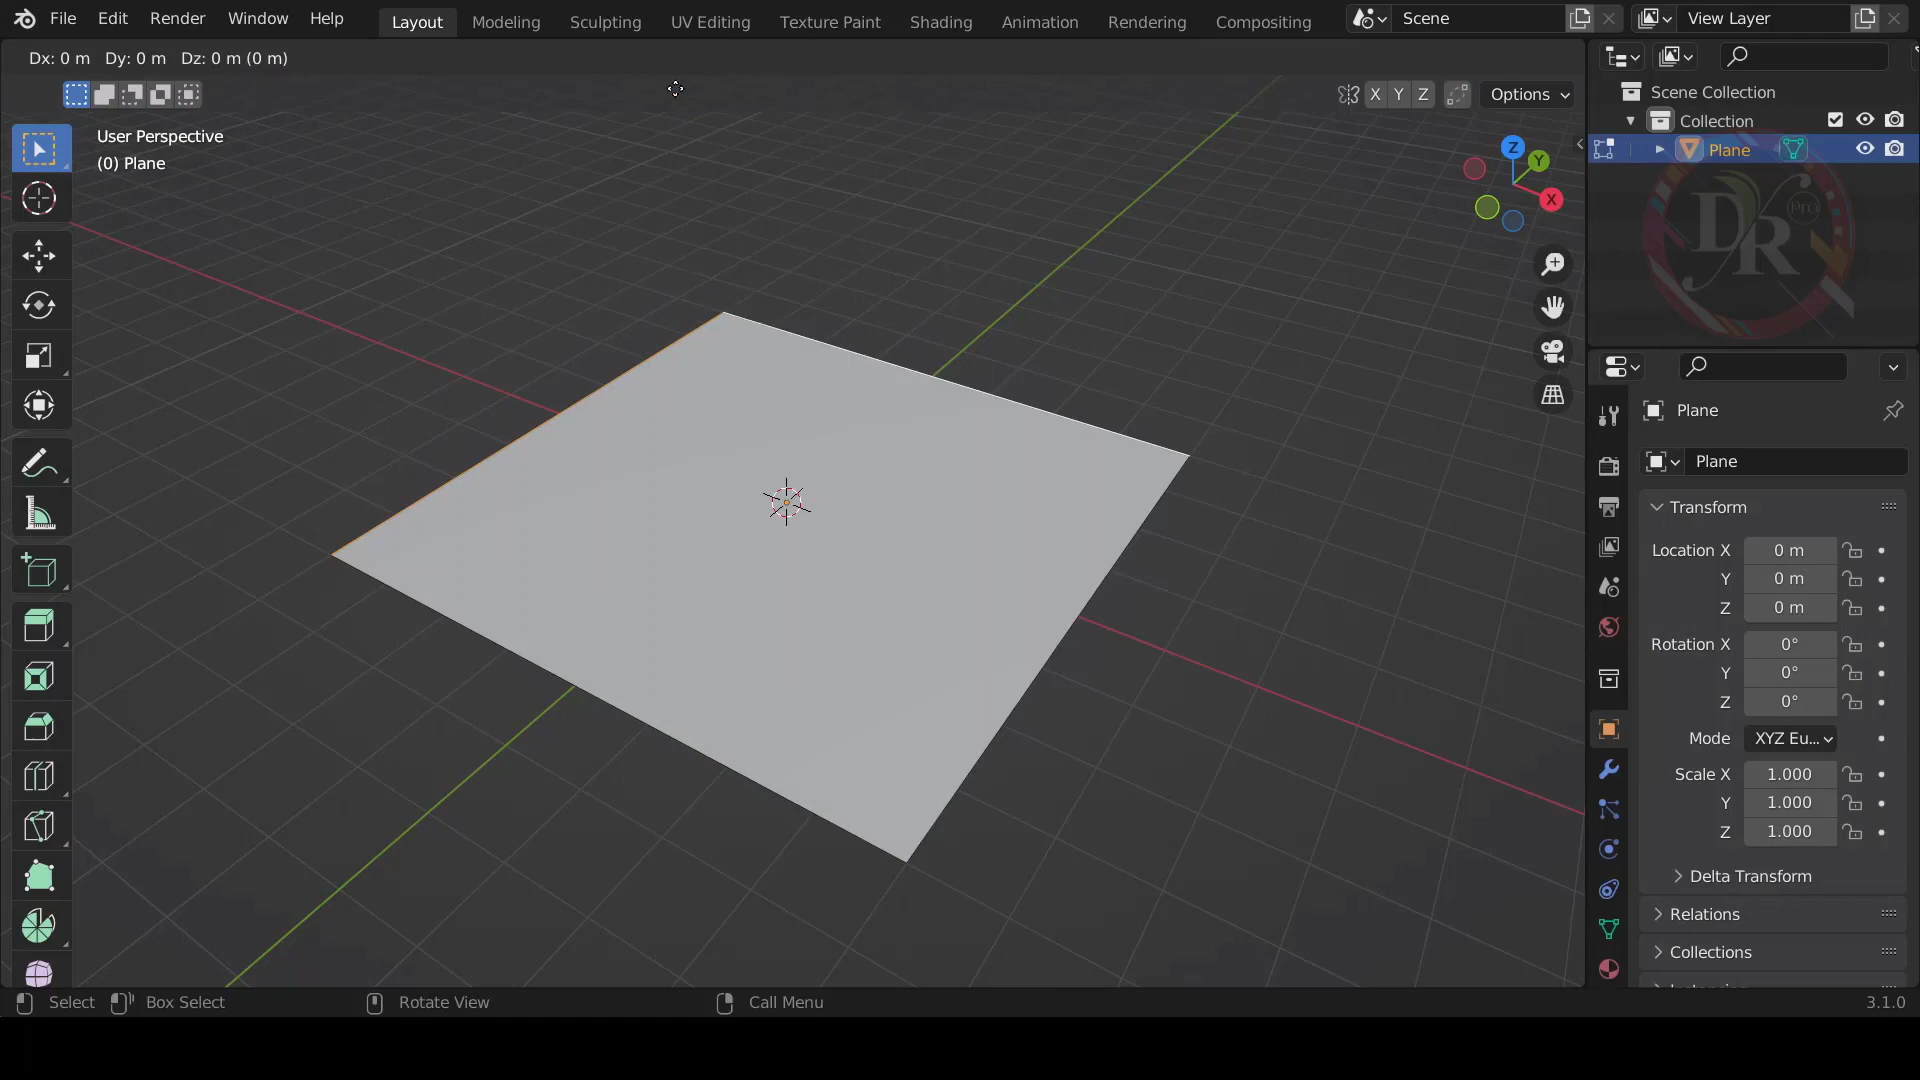 File Edit Render Window Help Layout Modeling Sculpting UV Editing Texture Paint Shading Animation Rendering Compositing Scene View Layer
Dx: 0 m Dy: 0 m Dz: 0 m (0 m)
X Y Z Options
User Perspective
(0) Plane
Z
Y
X
Scene Collection
Collection
Plane
DR
Pro
Plane
Plane
Transform
Location X 0 m
Y 0 m
Z 0 m
Rotation X 0°
Y 0°
Z 0°
Mode XYZ Eu...
Scale X 1.000
Y 1.000
Z 1.000
Delta Transform
Relations
Collections
Select Box Select Rotate View Call Menu 3.1.0